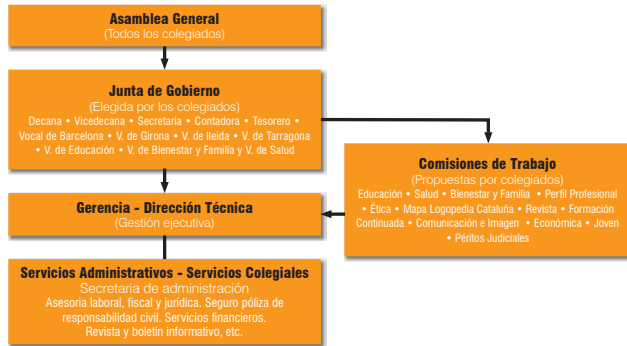 Asamblea General
(Todos los colegiados)
Junta de Gobierno
(Elegida por los colegiados)
Decana • Vicedecana • Secretaria • Contadora • Tesorero •
Vocal de Barcelona • V. de Girona • V. de lleida • V. de Tarragona
• V. de Educación • V. de Bienestar y Familia y V. de Salud
Comisiones de Trabajo
(Propuestas por colegiados)
Educación • Salud • Bienestar y Familia • Perfil Profesional
• Ética • Mapa Logopedia Cataluña • Revista • Formación
Continuada • Comunicación e Imagen • Económica • Joven
• Péritos Judiciales
Gerencia - Dirección Técnica
(Gestión ejecutiva)
Servicios Administrativos - Servicios Colegiales
Secretaria de administración
Asesoria laboral, fiscal y jurídica. Seguro póliza de
responsabilidad civil. Servicios financieros.
Revista y boletín informativo, etc.